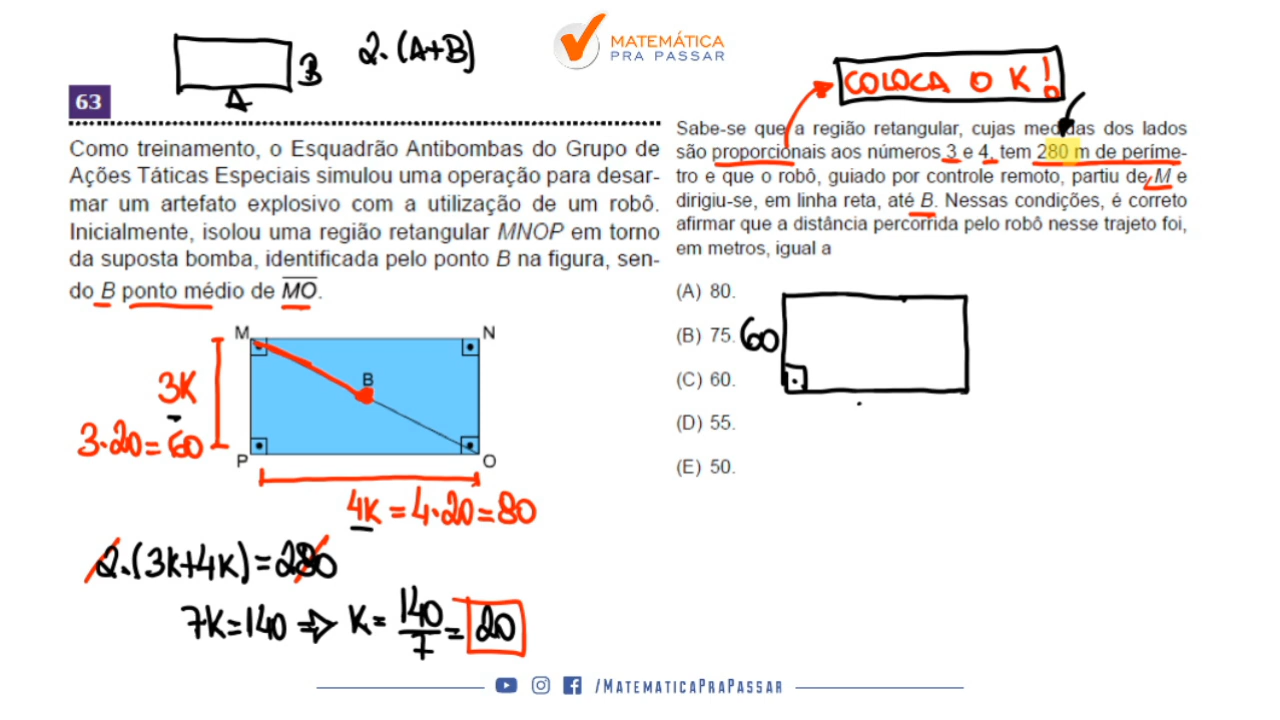 B
A
2.(A+B)
MATEMÁTICA
PRA PASSAR
COLOCA O K!
63
Como treinamento, o Esquadrão Antibombas do Grupo de
Ações Táticas Especiais simulou uma operação para desar-
mar um artefato explosivo com a utilização de um robô.
Inicialmente, isolou uma região retangular MNOP em torno
da suposta bomba, identificada pelo ponto B na figura, sen-
do B ponto médio de MO.
M
N
B
P
O
3K
3·20=60
4K=4·20=80
2.(3K+4K)=280
7K=140 ⇒ K=140/7=20
Sabe-se que a região retangular, cujas medidas dos lados
são proporcionais aos números 3 e 4, tem 280 m de períme-
tro e que o robô, guiado por controle remoto, partiu de M e
dirigiu-se, em linha reta, até B. Nessas condições, é correto
afirmar que a distância percorrida pelo robô nesse trajeto foi,
em metros, igual a
(A) 80.
(B) 75.
(C) 60.
(D) 55.
(E) 50.
60
/MATEMATICAPRAPASSAR